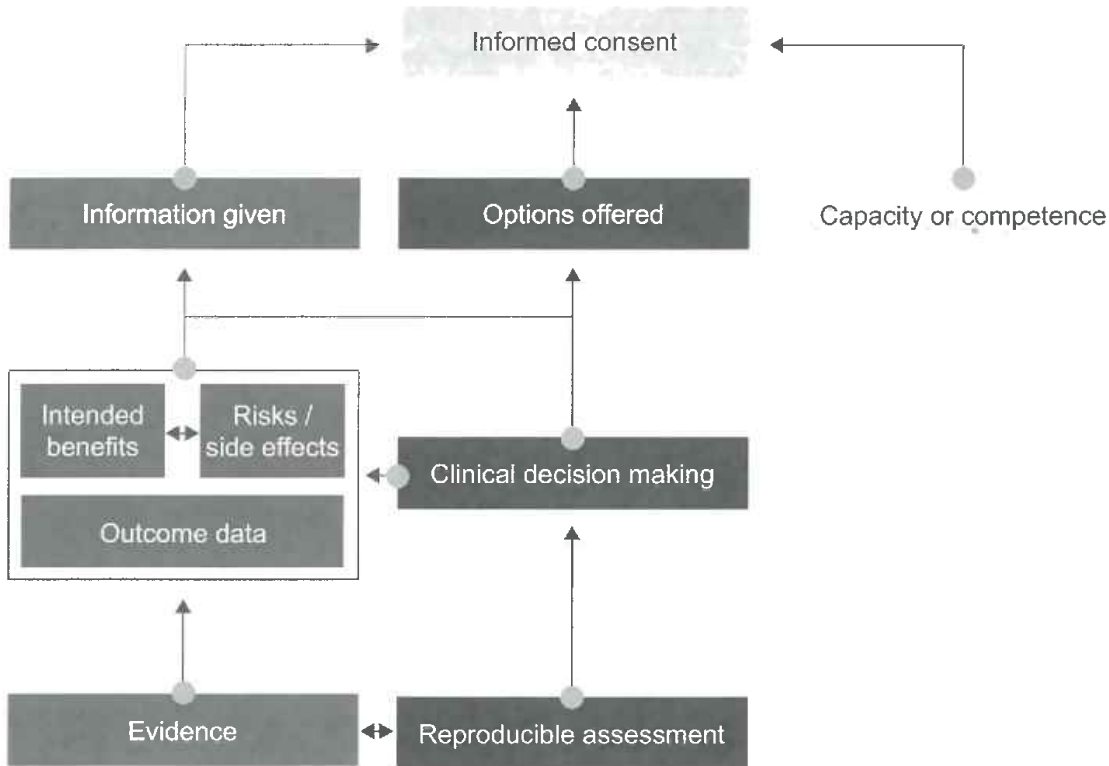 Informed consent
Information given
Options offered
Capacity or competence
Intended
benefits
Risks /
side effects
Clinical decision making
Outcome data
Evidence
Reproducible assessment